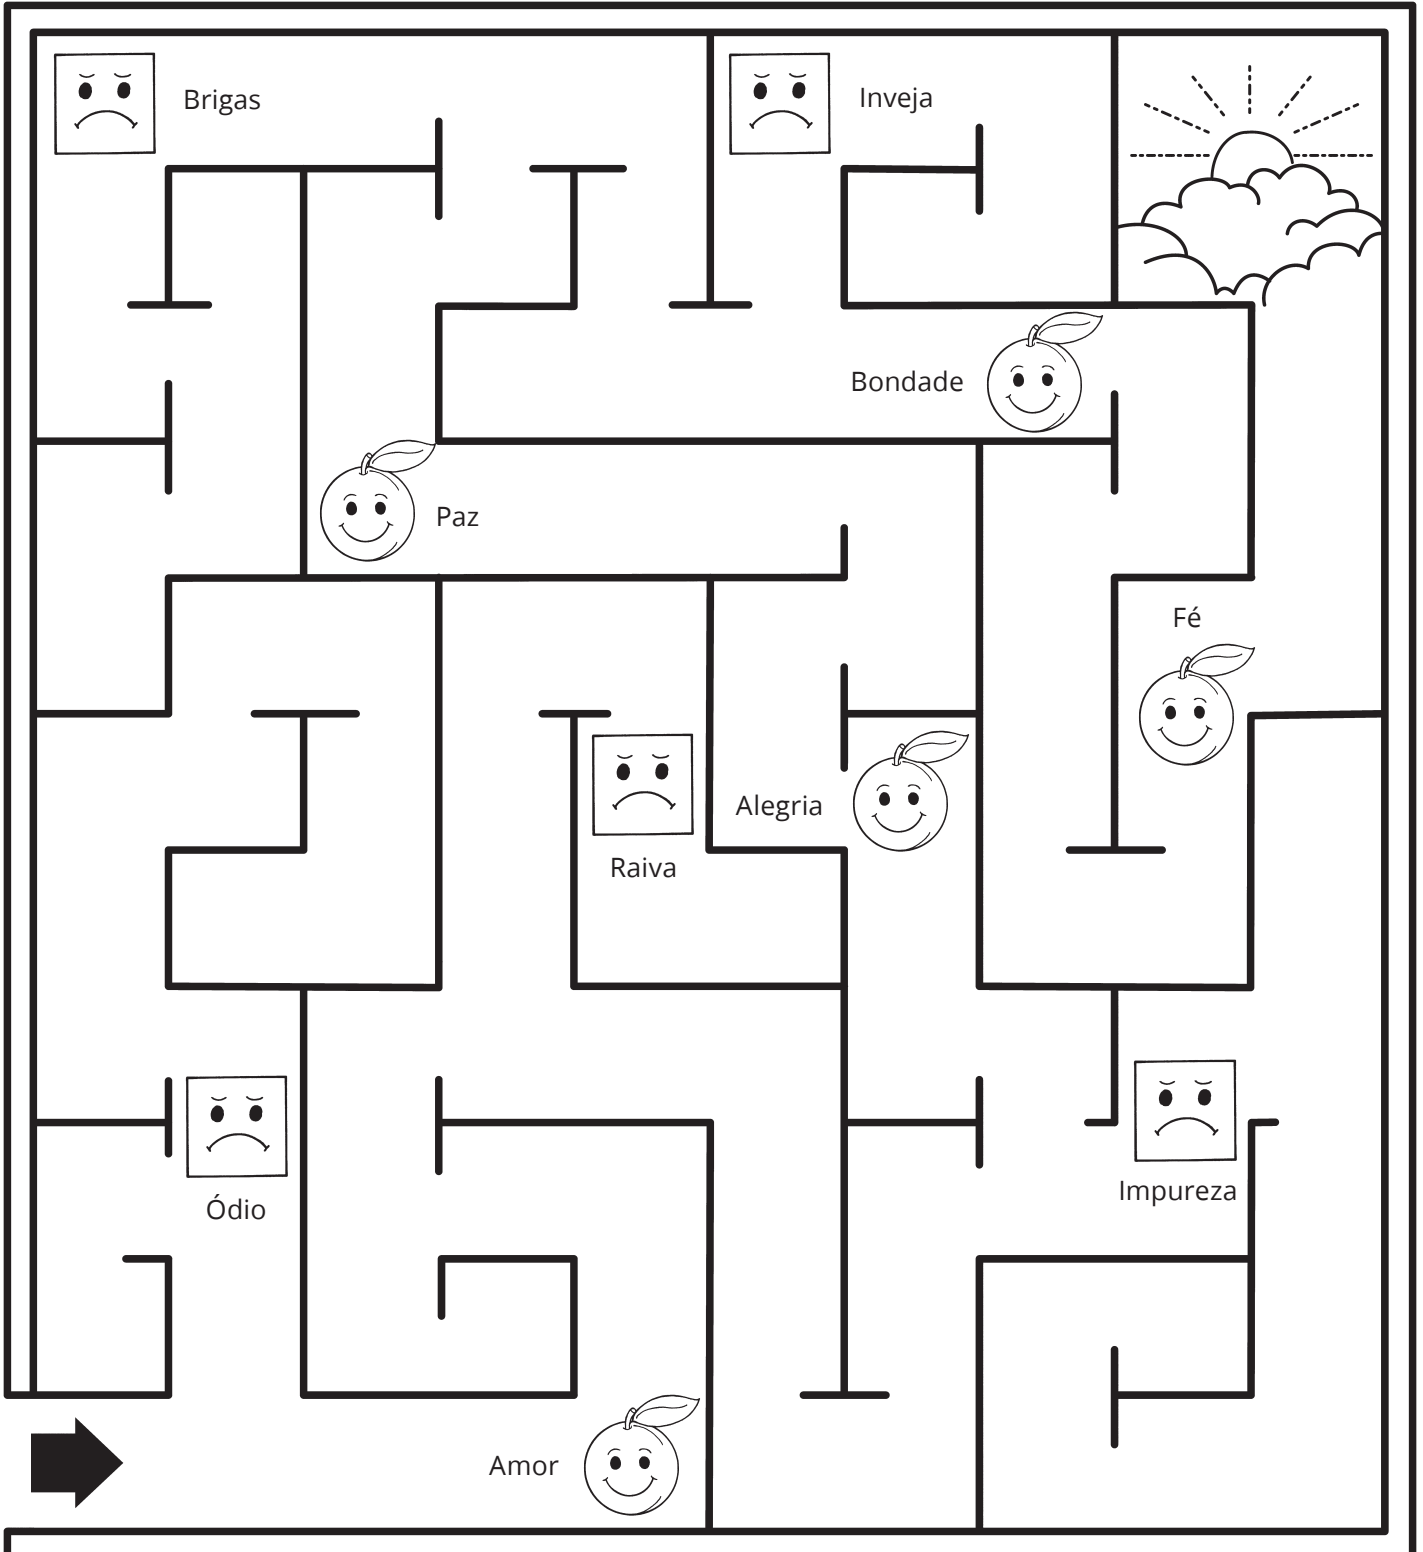 Brigas
Inveja
Bondade
Paz
Fé
Alegria
Raiva
Ódio
Impureza
Amor